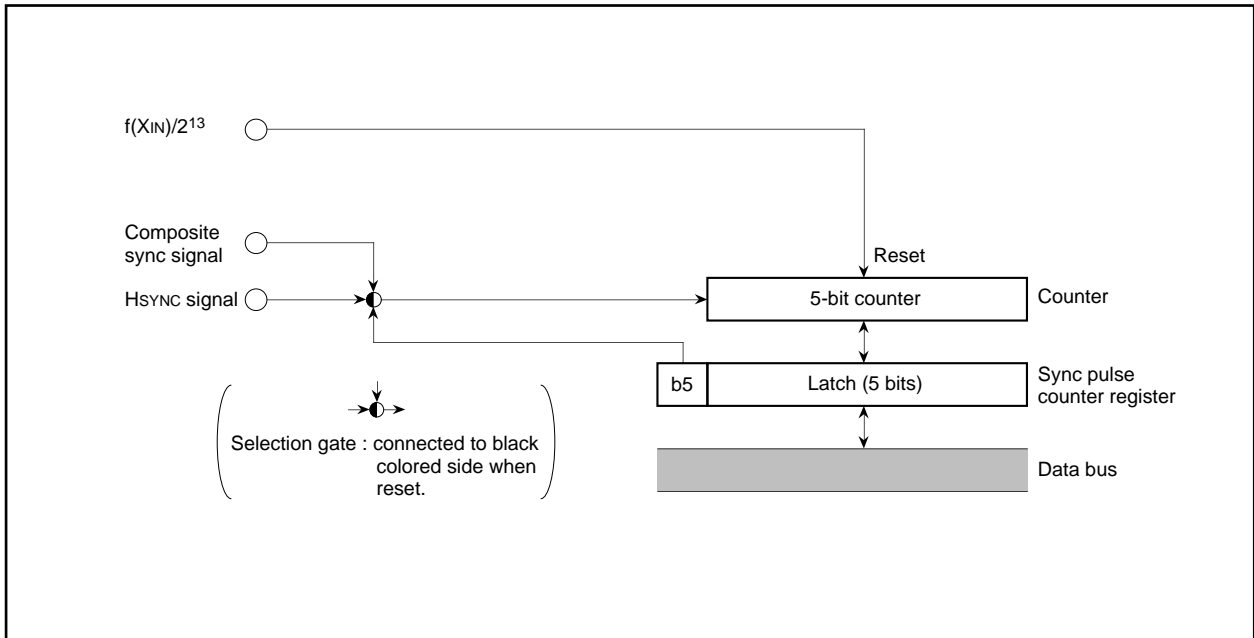 f(XIN)/2¹³
Composite
sync signal
HSYNC signal
Reset
5-bit counter
Counter
b5
Latch (5 bits)
Sync pulse
counter register
Selection gate : connected to black
colored side when
reset.
Data bus